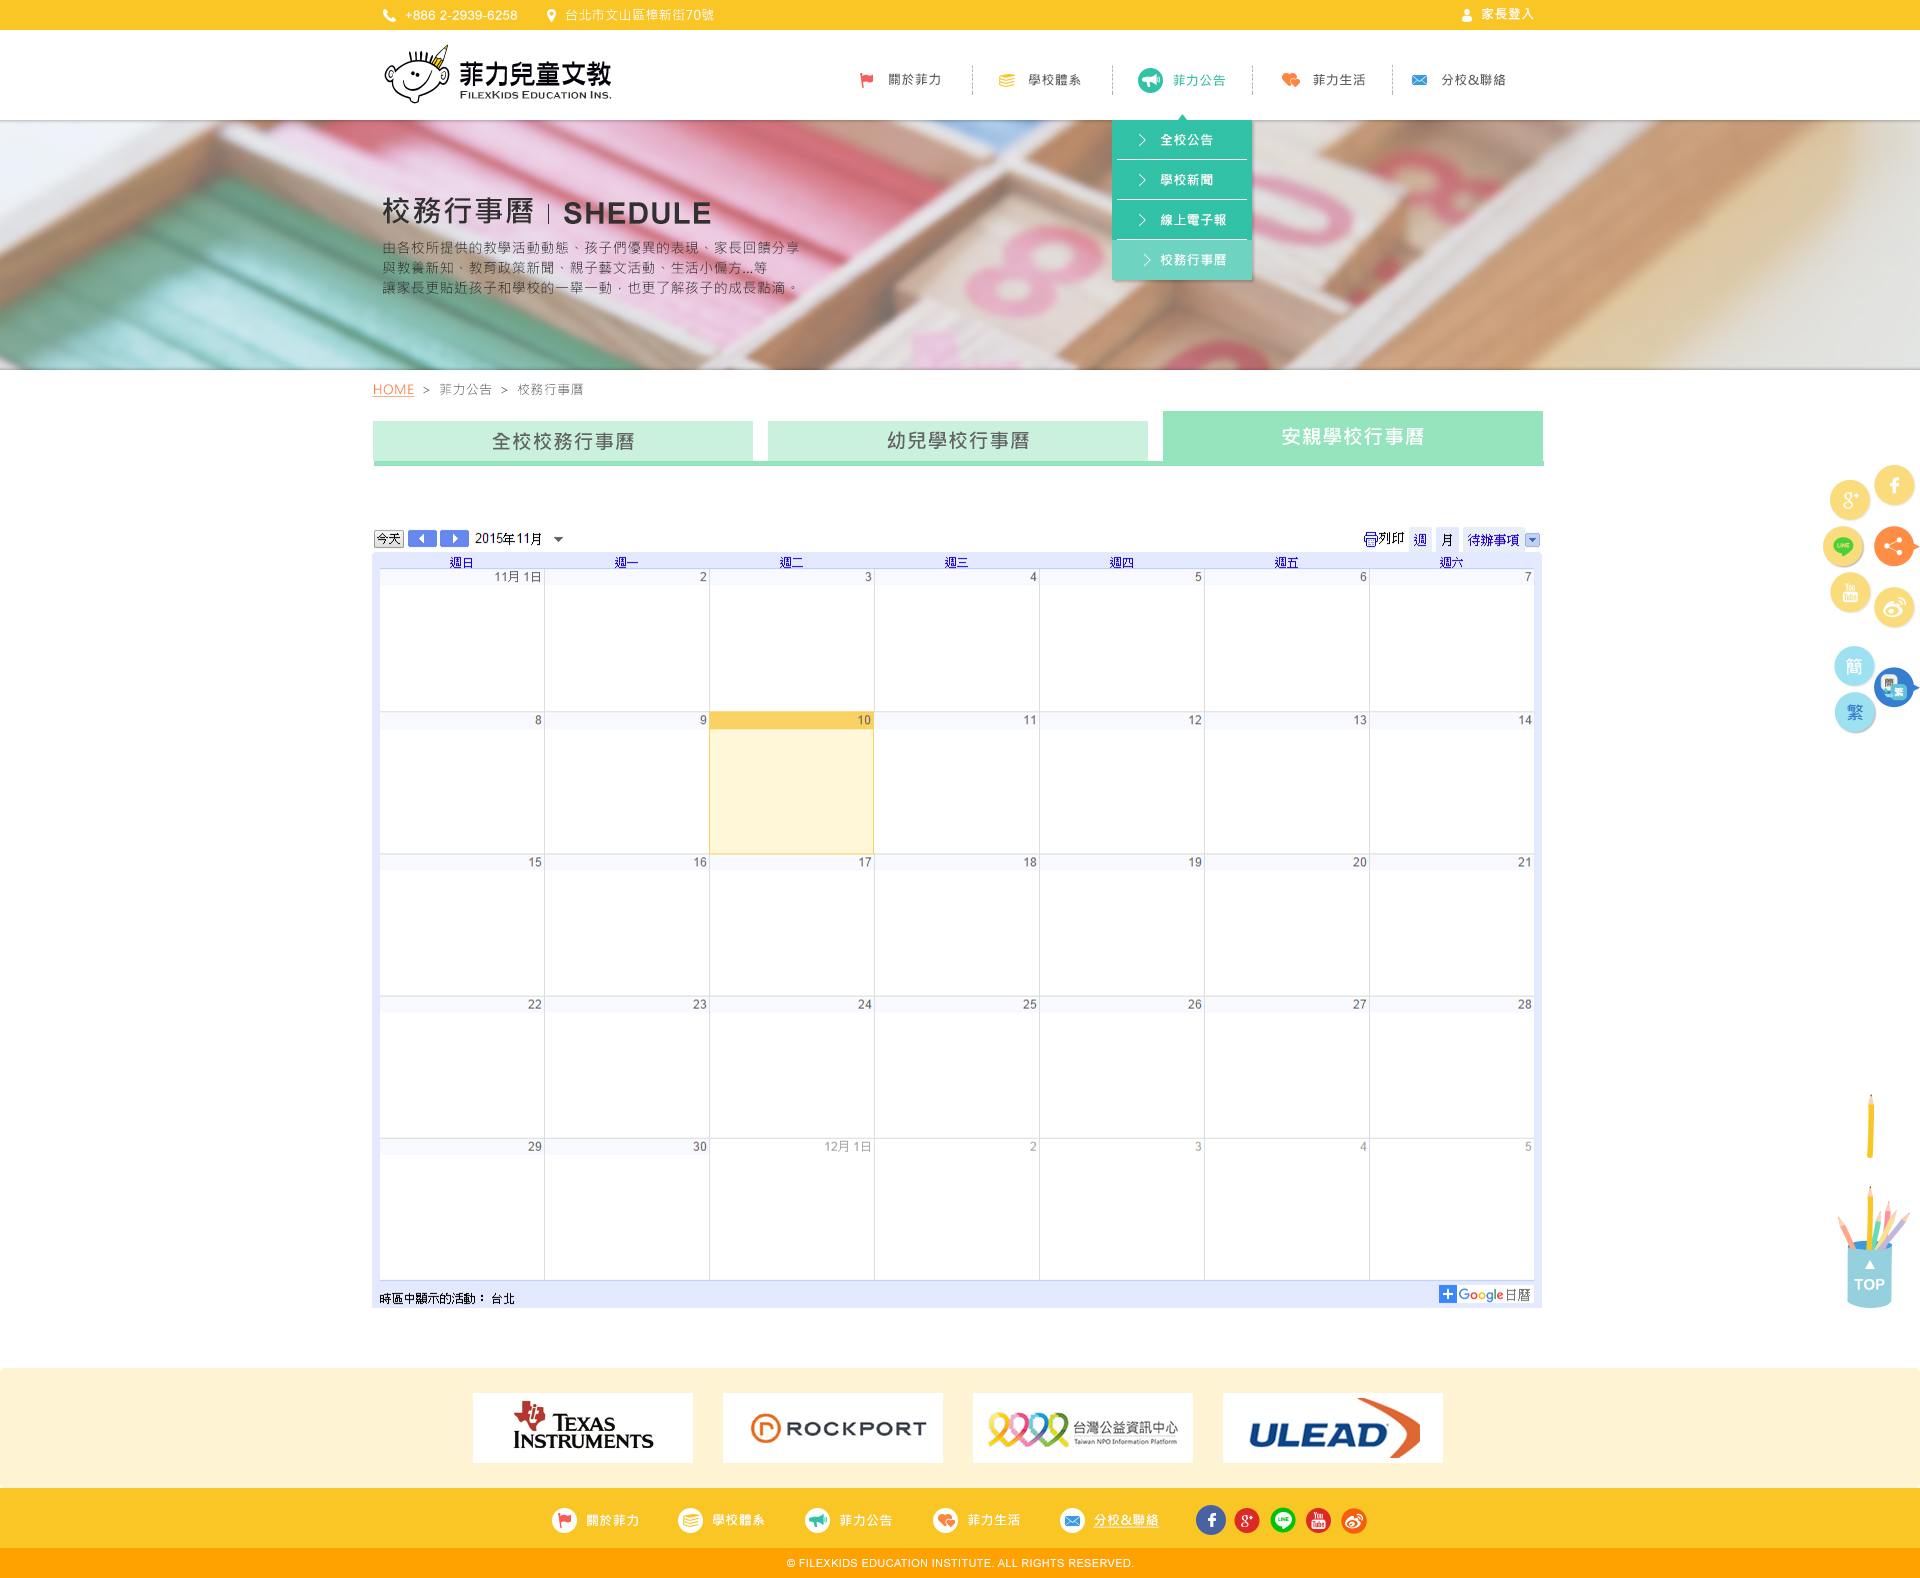 +886 2-2939-6258 台北市文山區樟新街70號 家長登入
菲力兒童文教
FILEXKIDS EDUCATION INS.
關於菲力 學校體系 菲力公告 菲力生活 分校&聯絡
全校公告
學校新聞
線上電子報
校務行事曆
校務行事曆 | SHEDULE
由各校所提供的教學活動動態、孩子們優異的表現、家長回饋分享
與教養新知、教育政策新聞、親子藝文活動、生活小偏方...等
讓家長更貼近孩子和學校的一舉一動，也更了解孩子的成長點滴。
HOME > 菲力公告 > 校務行事曆
全校校務行事曆 幼兒學校行事曆 安親學校行事曆
今天 2015年11月 列印 週 月 待辦事項
週日 週一 週二 週三 週四 週五 週六
11月 1日 2 3 4 5 6 7
8 9 10 11 12 13 14
15 16 17 18 19 20 21
22 23 24 25 26 27 28
29 30 12月 1日 2 3 4 5
時區中顯示的活動： 台北
Google日曆
g+ f
LINE
You Tube
簡
簡 繁
繁
TOP
TEXAS INSTRUMENTS
ROCKPORT
台灣公益資訊中心
Taiwan NPO Information Platform
ULEAD
關於菲力 學校體系 菲力公告 菲力生活 分校&聯絡 f g+ LINE You Tube
© FILEXKIDS EDUCATION INSTITUTE. ALL RIGHTS RESERVED.